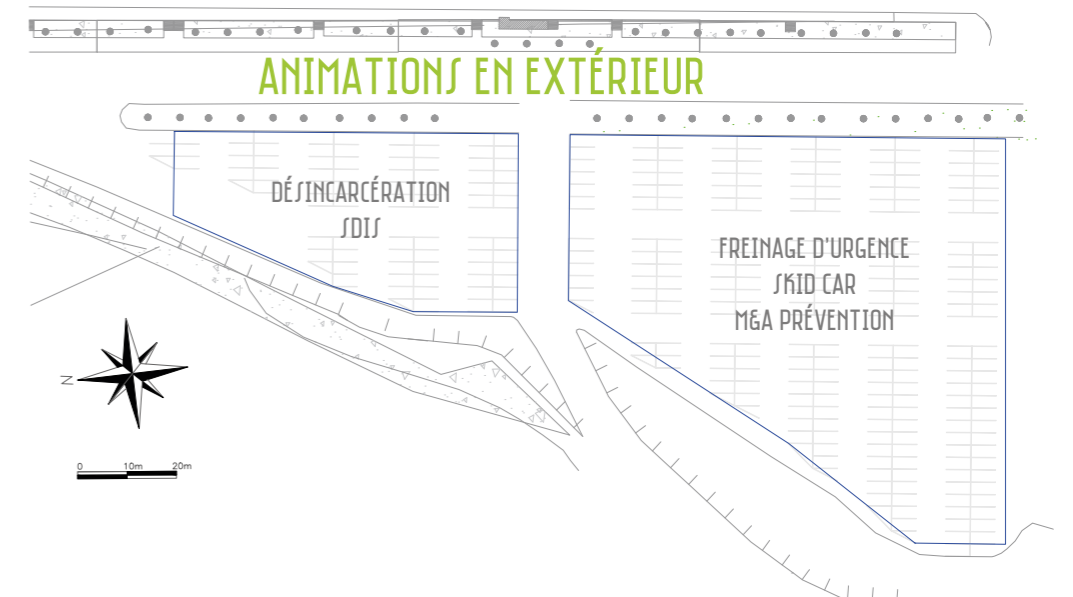 ANIMATIONS EN EXTÉRIEUR
DÉSINCARCÉRATION
SDIS
FREINAGE D'URGENCE
SKID CAR
M&A PRÉVENTION
N
0 10m 20m